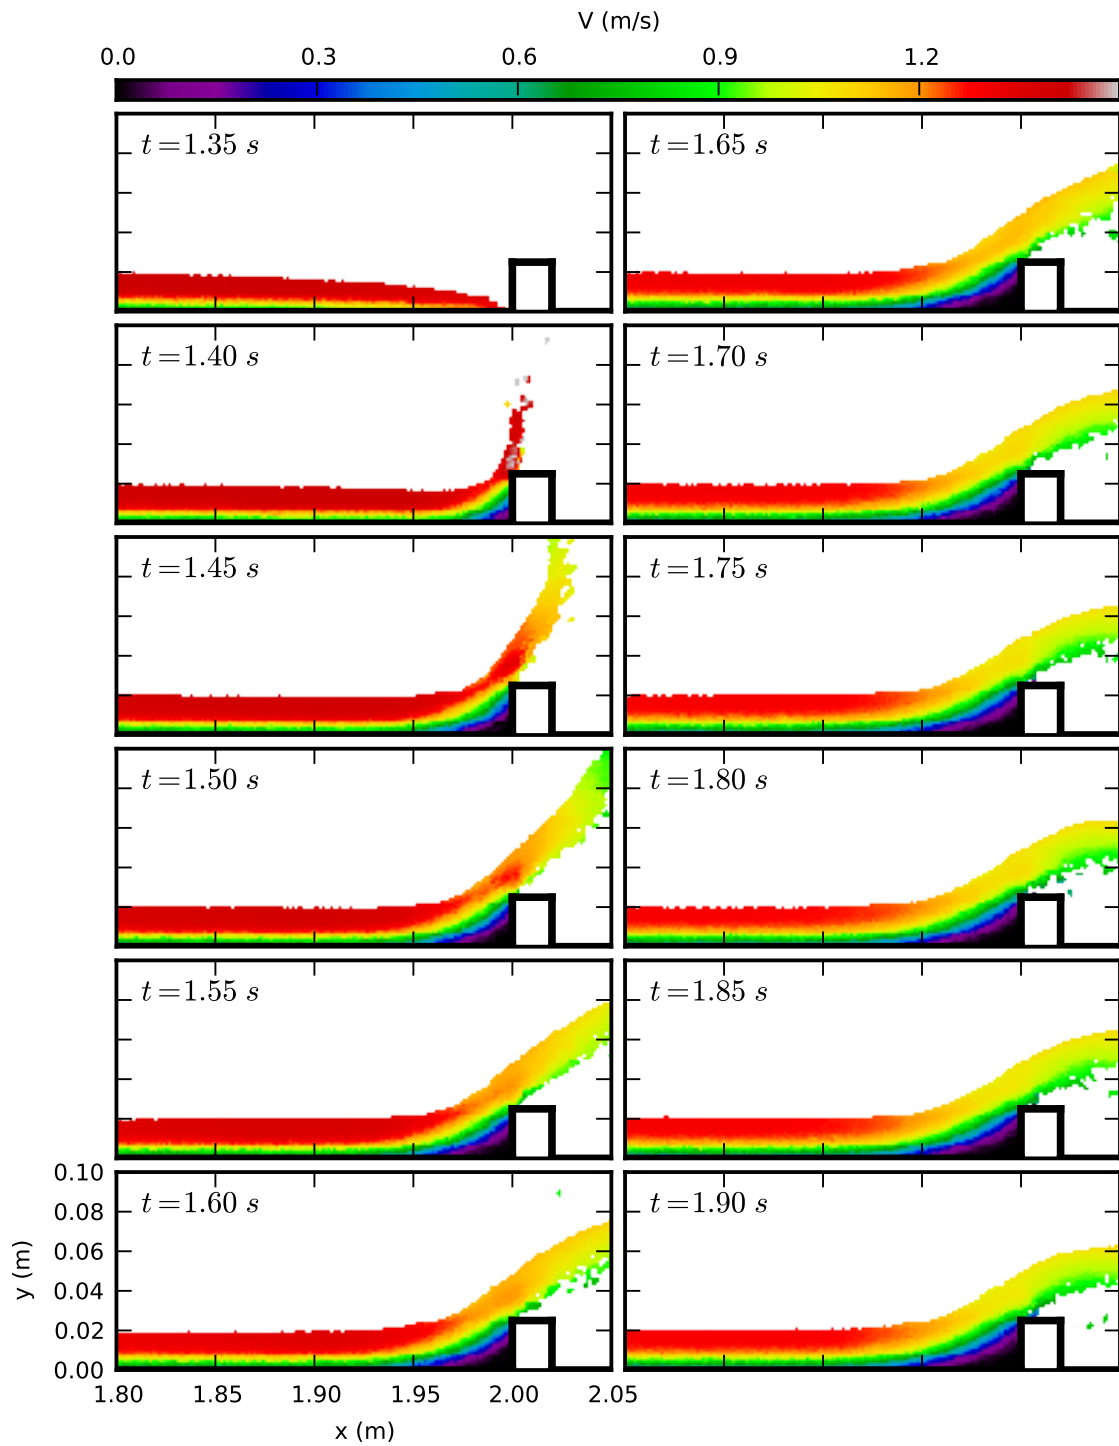 V (m/s)
0.0 0.3 0.6 0.9 1.2
t=1.35 s
t=1.65 s
t=1.40 s
t=1.70 s
t=1.45 s
t=1.75 s
t=1.50 s
t=1.80 s
t=1.55 s
t=1.85 s
t=1.60 s
t=1.90 s
0.10
0.08
0.06
0.04
0.02
0.00
y (m)
1.80 1.85 1.90 1.95 2.00 2.05
x (m)